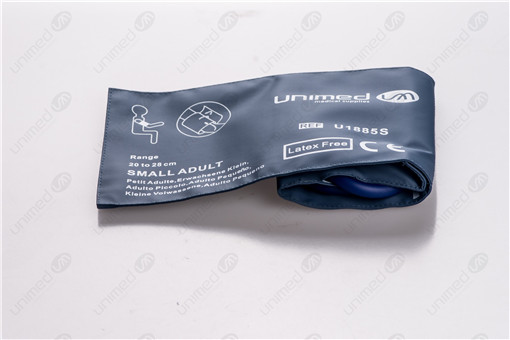 unimed
medical supplies
REF U1885S
Latex Free CE
Range
20 to 28 cm
SMALL ADULT
Petit Adulte, Erwachsene Klein,
Adulto Piccolo, Adulto Pequeño,
Kleine Volwassene, Adulto Pequeno